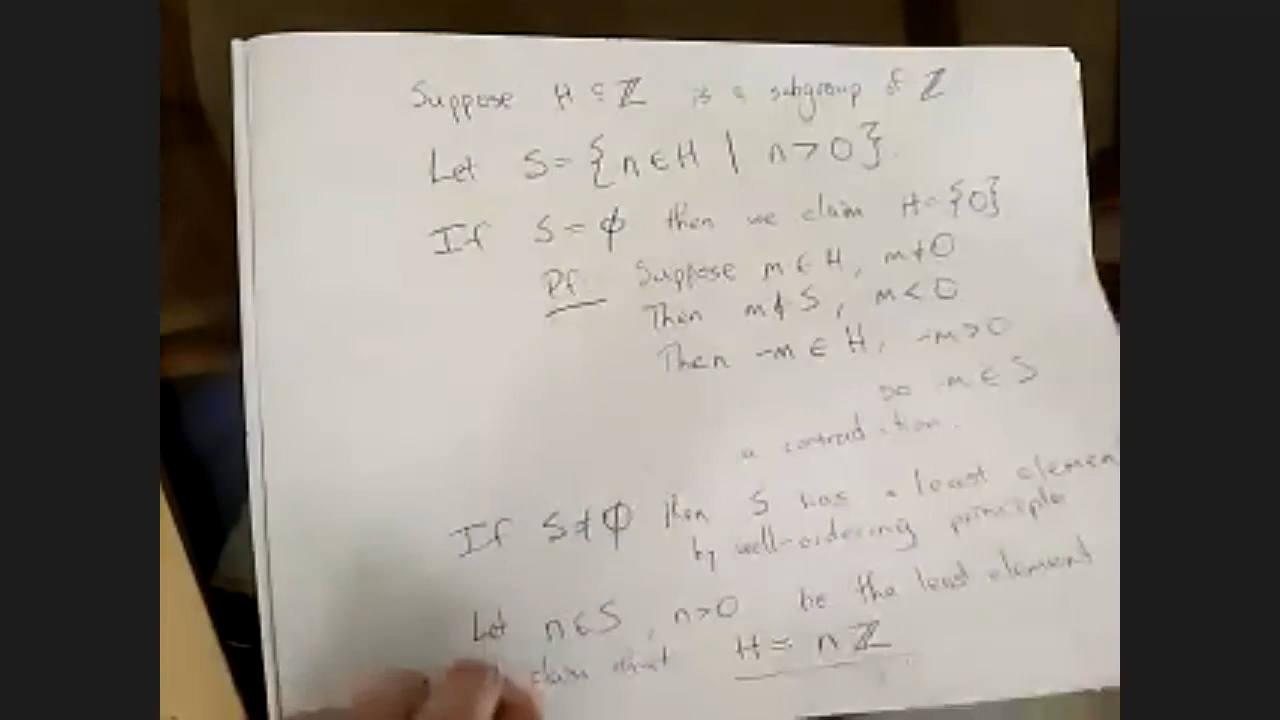 Suppose H ⊆ ℤ is a subgroup of ℤ
Let S = {n ∈ H | n > 0}.
If S = ∅ then we claim H = {0}
Pf Suppose m ∈ H, m ≠ 0
Then m ∉ S, m < 0
Then -m ∈ H, -m > 0
so -m ∈ S
a contradiction.
If S ≠ ∅ then S has a least elemen
by well-ordering principle
Let n ∈ S, n > 0 be the least element
claim that H = nℤ